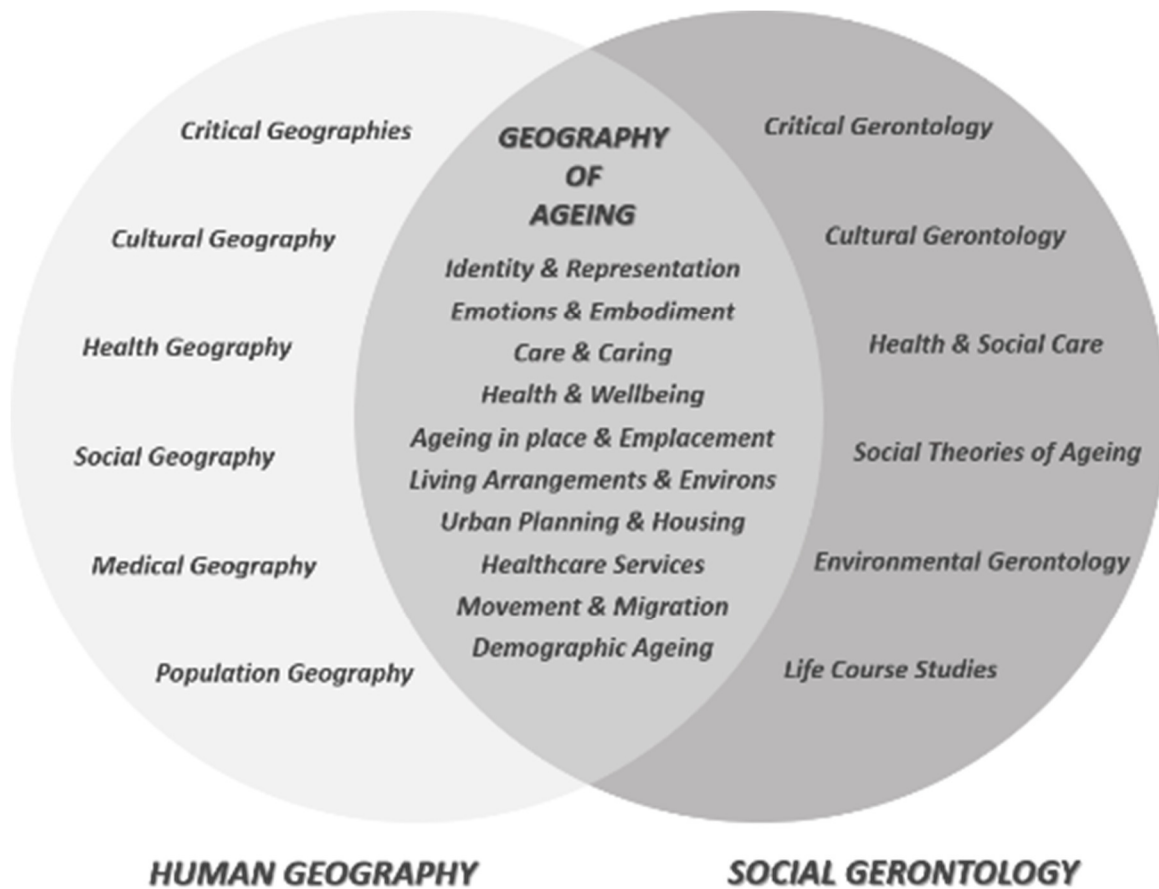 Critical Geographies
Cultural Geography
Health Geography
Social Geography
Medical Geography
Population Geography
GEOGRAPHY
OF
AGEING
Identity & Representation
Emotions & Embodiment
Care & Caring
Health & Wellbeing
Ageing in place & Emplacement
Living Arrangements & Environs
Urban Planning & Housing
Healthcare Services
Movement & Migration
Demographic Ageing
Critical Gerontology
Cultural Gerontology
Health & Social Care
Social Theories of Ageing
Environmental Gerontology
Life Course Studies
HUMAN GEOGRAPHY
SOCIAL GERONTOLOGY